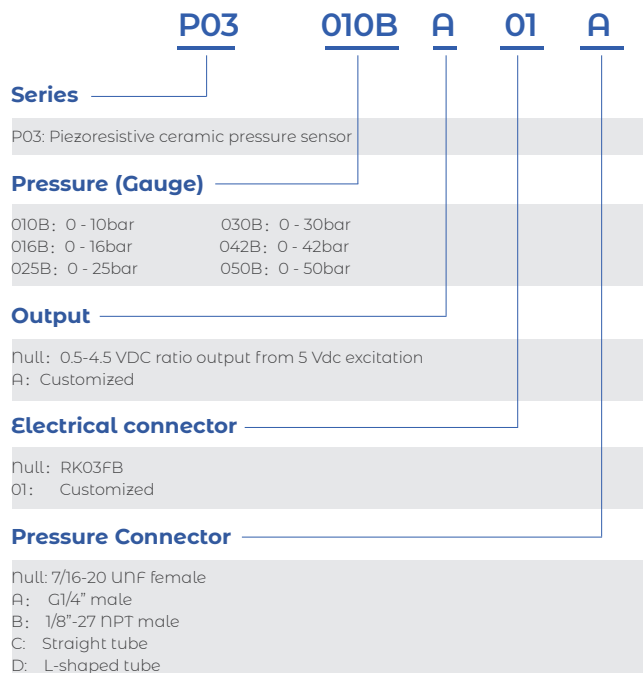 P03 010B A 01 A
Series
P03: Piezoresistive ceramic pressure sensor
Pressure (Gauge)
010B： 0 - 10bar 030B： 0 - 30bar
016B： 0 - 16bar 042B： 0 - 42bar
025B： 0 - 25bar 050B： 0 - 50bar
Output
Null： 0.5-4.5 VDC ratio output from 5 Vdc excitation
A： Customized
Electrical connector
Null： RK03FB
01： Customized
Pressure Connector
Null: 7/16-20 UNF female
A： G1/4” male
B： 1/8”-27 NPT male
C: Straight tube
D: L-shaped tube